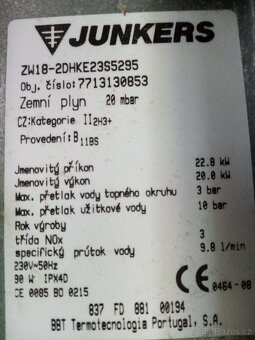 JUNKERS
ZW18-2DHKE23S5295
Obj. číslo:7713130853
Zemní plyn 20 mbar
CZ:Kategorie II2H3+
Provedení:B11BS
Jmenovitý příkon 22.8 kW
Jmenovitý výkon 20.0 kW
Max. přetlak vody topného okruhu 3 bar
Max. přetlak užitkové vody 10 bar
Rok výroby
třída NOx 3
specifický průtok vody 9.8 l/min
230V~50Hz
90 W IPX4D
CE 0085 BO 0215
CE 0464-08
837 FD 881 00194
BBT Termotecnologia Portugal, S.A.